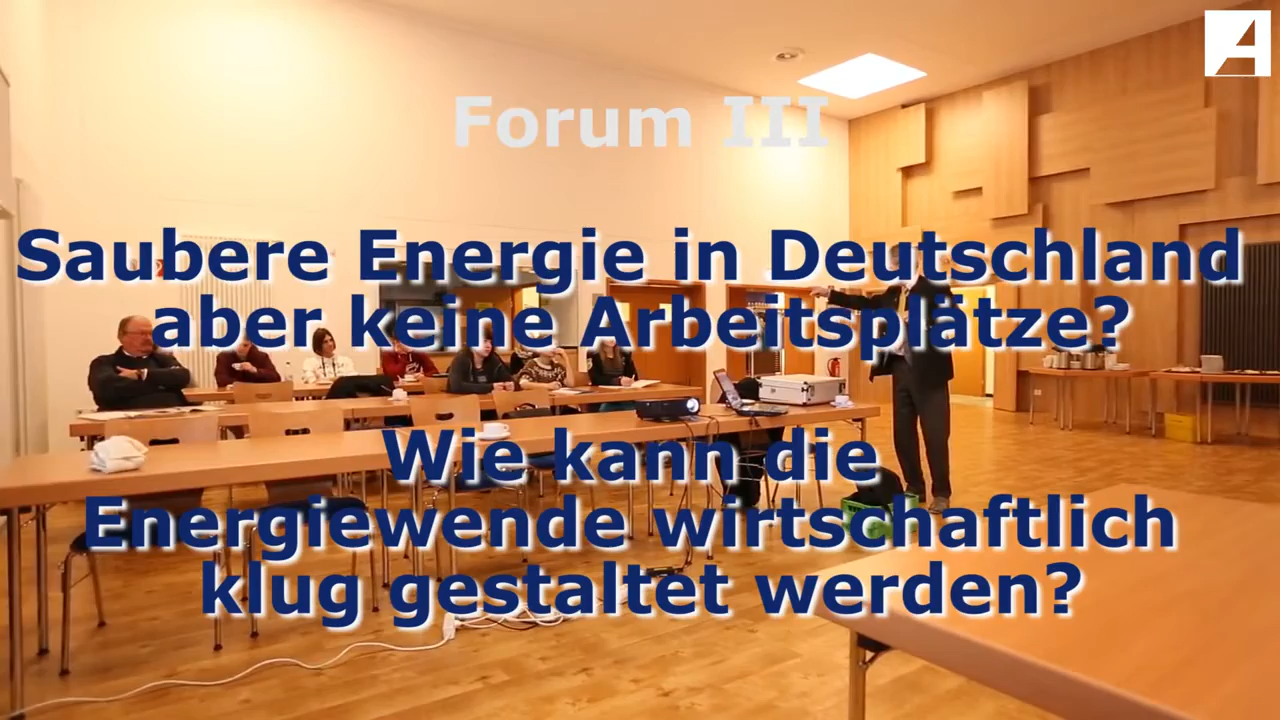 Forum III
Saubere Energie in Deutschland
aber keine Arbeitsplätze?
Wie kann die
Energiewende wirtschaftlich
klug gestaltet werden?